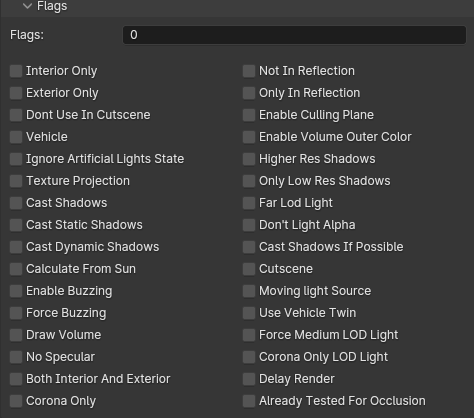 Flags
Flags: 0
Interior Only
Exterior Only
Dont Use In Cutscene
Vehicle
Ignore Artificial Lights State
Texture Projection
Cast Shadows
Cast Static Shadows
Cast Dynamic Shadows
Calculate From Sun
Enable Buzzing
Force Buzzing
Draw Volume
No Specular
Both Interior And Exterior
Corona Only
Not In Reflection
Only In Reflection
Enable Culling Plane
Enable Volume Outer Color
Higher Res Shadows
Only Low Res Shadows
Far Lod Light
Don't Light Alpha
Cast Shadows If Possible
Cutscene
Moving light Source
Use Vehicle Twin
Force Medium LOD Light
Corona Only LOD Light
Delay Render
Already Tested For Occlusion